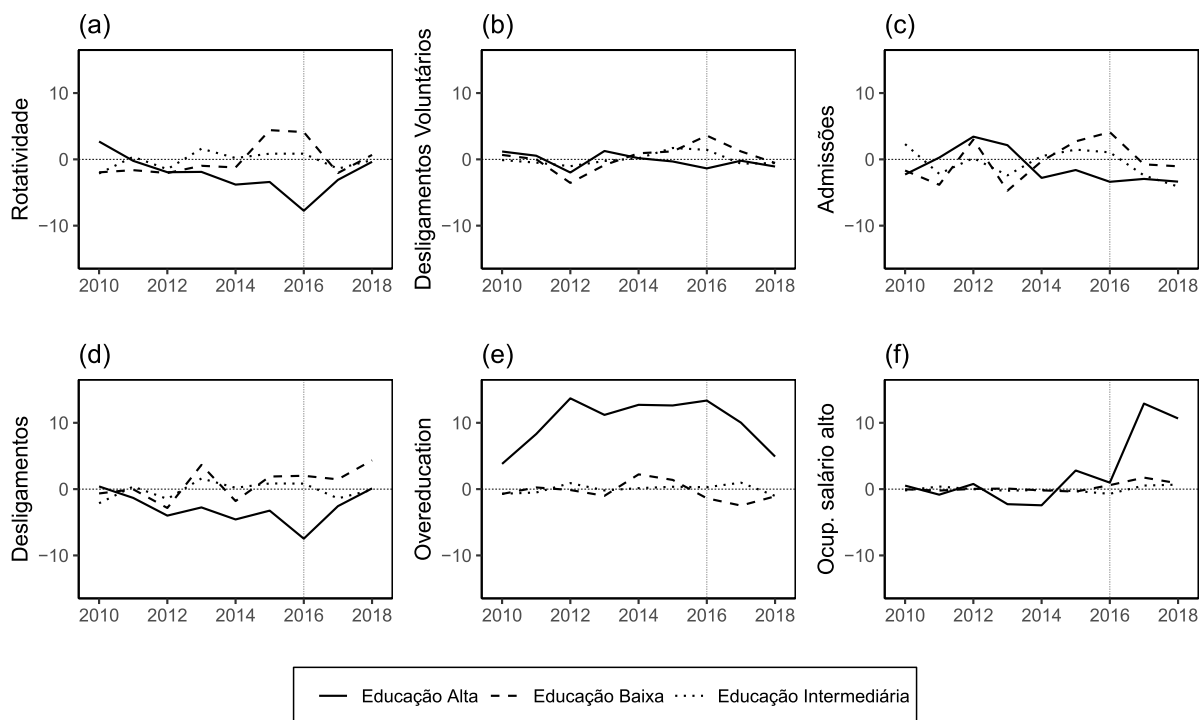 (a) (b) (c)
Rotatividade
10
0
−10
2010 2012 2014 2016 2018
Desligamentos Voluntários
10
0
−10
2010 2012 2014 2016 2018
Admissões
10
0
−10
2010 2012 2014 2016 2018
(d) (e) (f)
Desligamentos
10
0
−10
2010 2012 2014 2016 2018
Overeducation
10
0
−10
2010 2012 2014 2016 2018
Ocup. salário alto
10
0
−10
2010 2012 2014 2016 2018
Educação Alta Educação Baixa Educação Intermediária